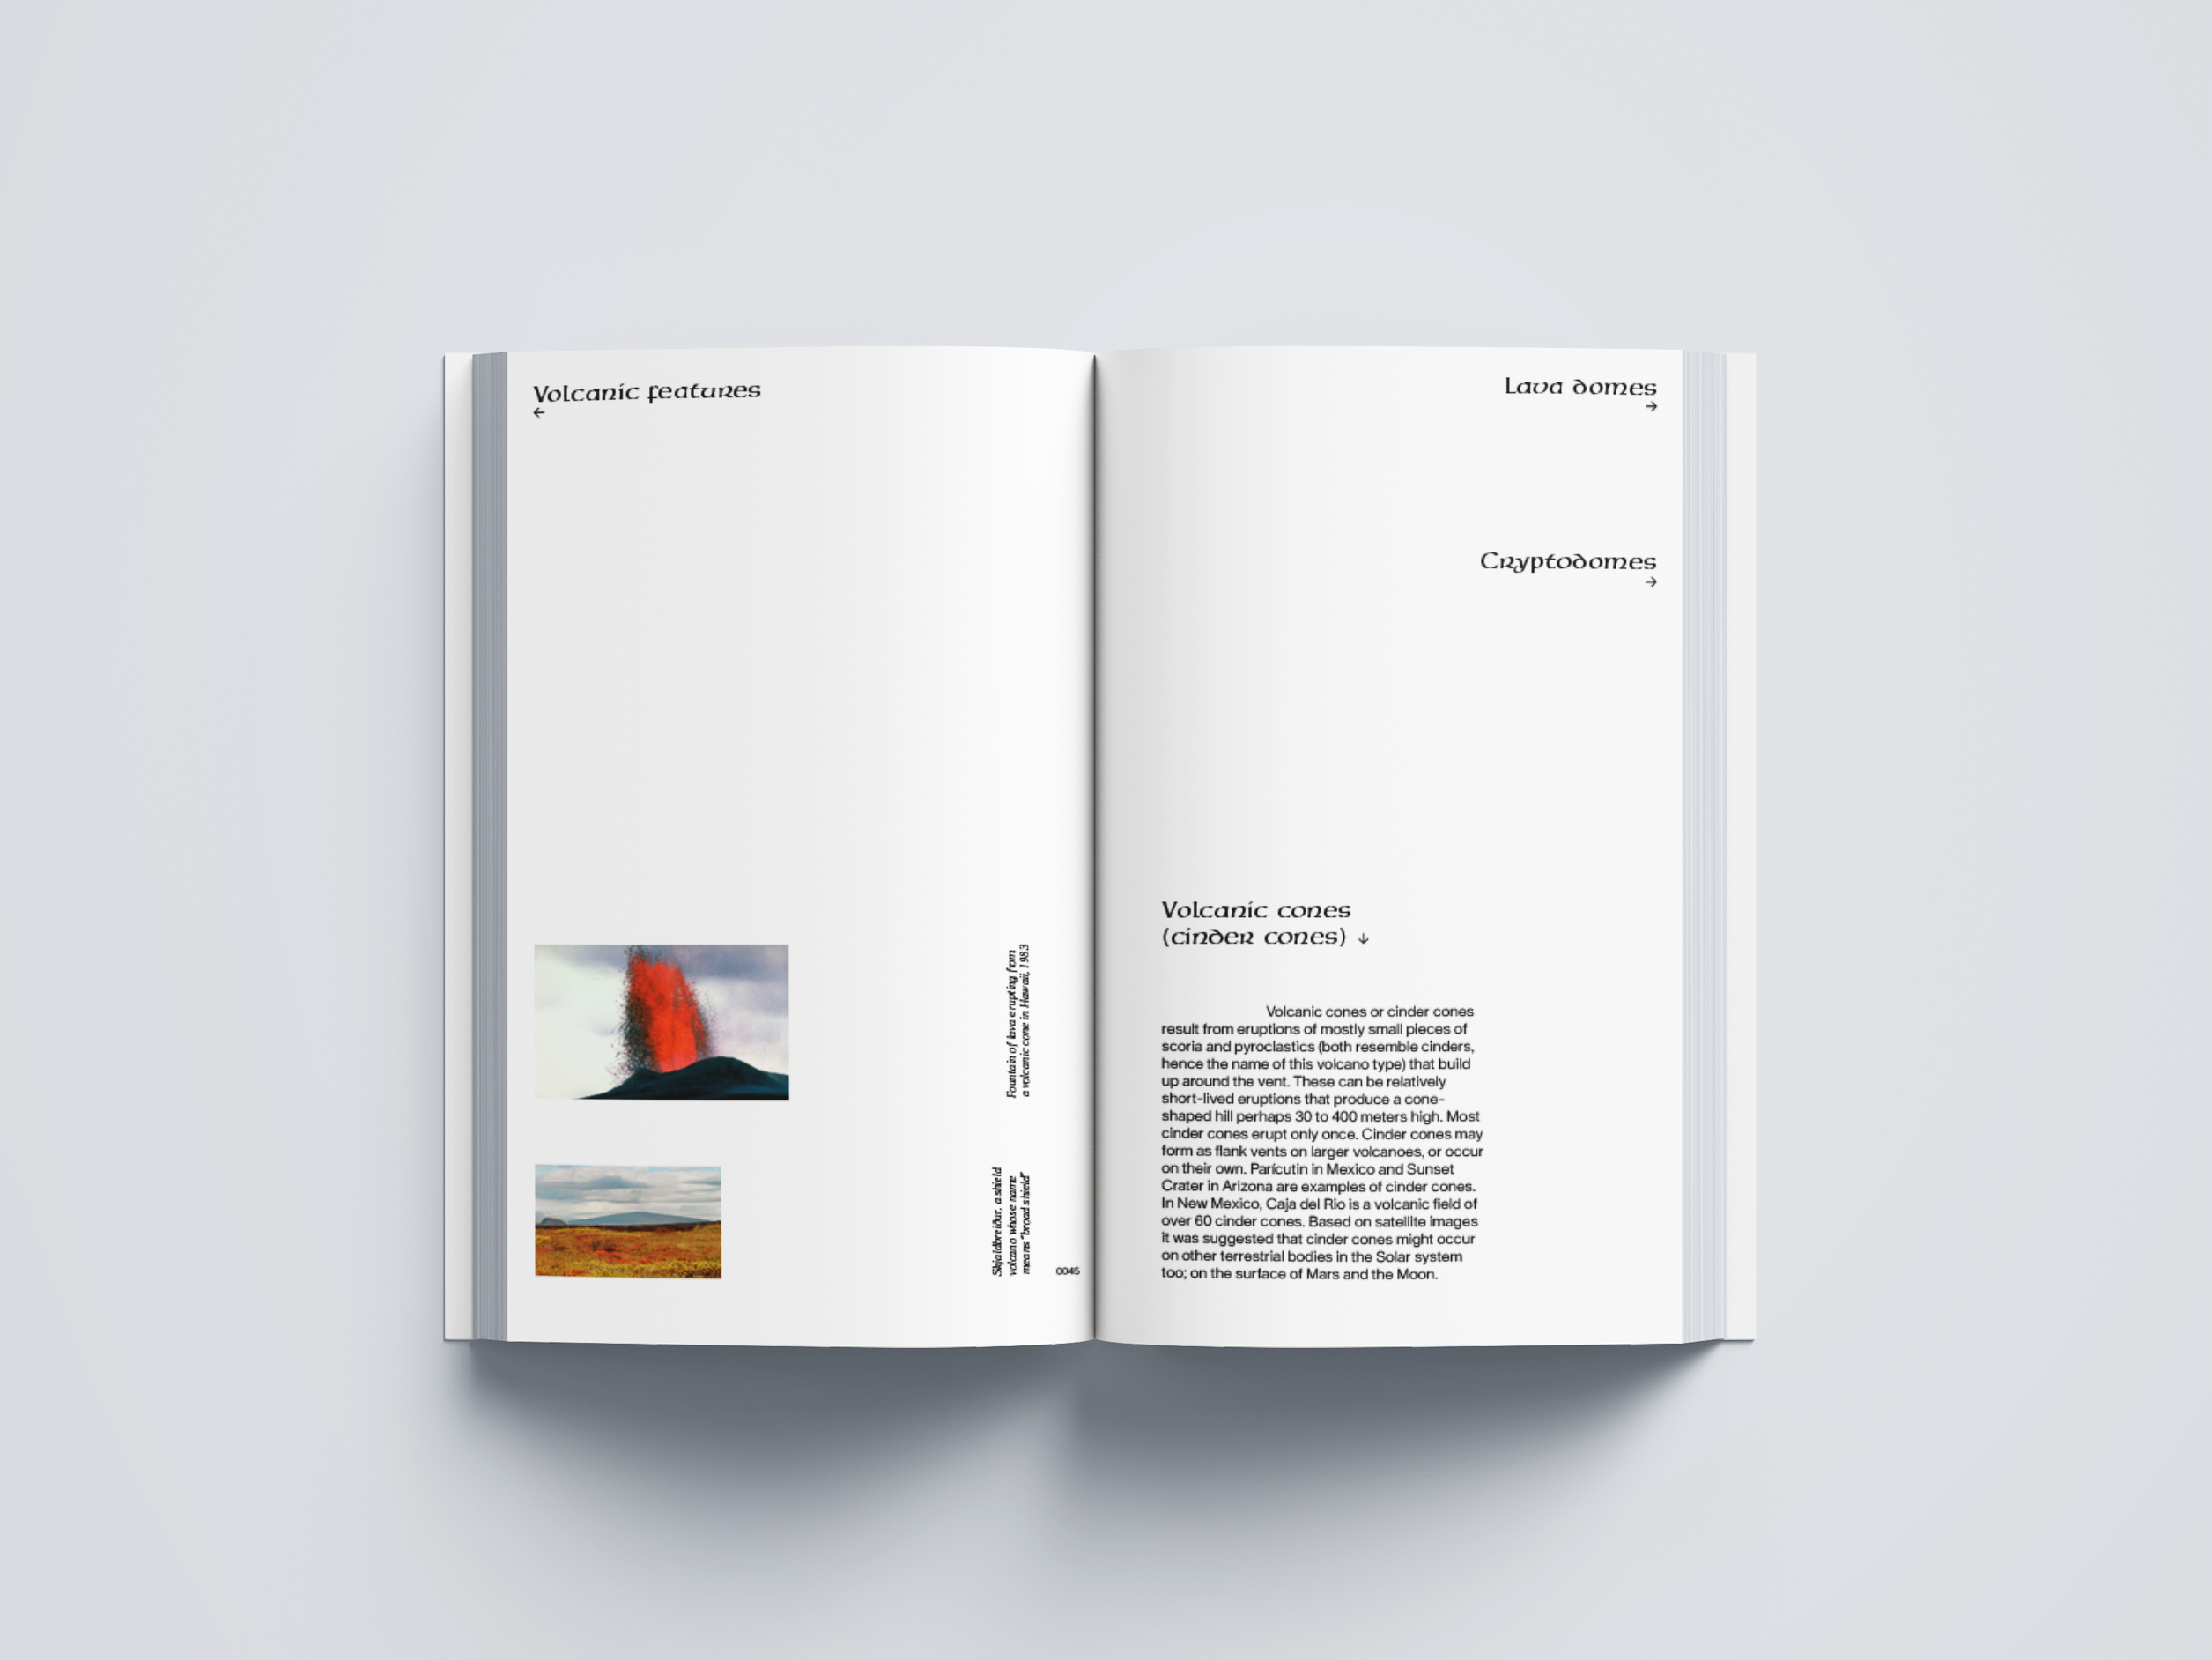 Volcanic features
←
Fountain of lava erupting from
a volcanic cone in Hawaii, 1983
Skjaldbreiður, a shield
volcano whose name
means "broad shield"
0045
Lava domes
→
Cryptodomes
→
Volcanic cones
(cinder cones) ↓
Volcanic cones or cinder cones
result from eruptions of mostly small pieces of
scoria and pyroclastics (both resemble cinders,
hence the name of this volcano type) that build
up around the vent. These can be relatively
short-lived eruptions that produce a cone-
shaped hill perhaps 30 to 400 meters high. Most
cinder cones erupt only once. Cinder cones may
form as flank vents on larger volcanoes, or occur
on their own. Parícutin in Mexico and Sunset
Crater in Arizona are examples of cinder cones.
In New Mexico, Caja del Rio is a volcanic field of
over 60 cinder cones. Based on satellite images
it was suggested that cinder cones might occur
on other terrestrial bodies in the Solar system
too; on the surface of Mars and the Moon.